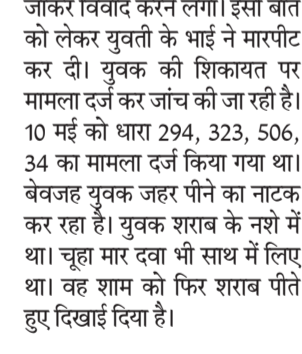 जाकर विवाद करने लगा। इसी बात
को लेकर युवती के भाई ने मारपीट
कर दी। युवक की शिकायत पर
मामला दर्ज कर जांच की जा रही है।
10 मई को धारा 294, 323, 506,
34 का मामला दर्ज किया गया था।
बेवजह युवक जहर पीने का नाटक
कर रहा है। युवक शराब के नशे में
था। चूहा मार दवा भी साथ में लिए
था। वह शाम को फिर शराब पीते
हुए दिखाई दिया है।